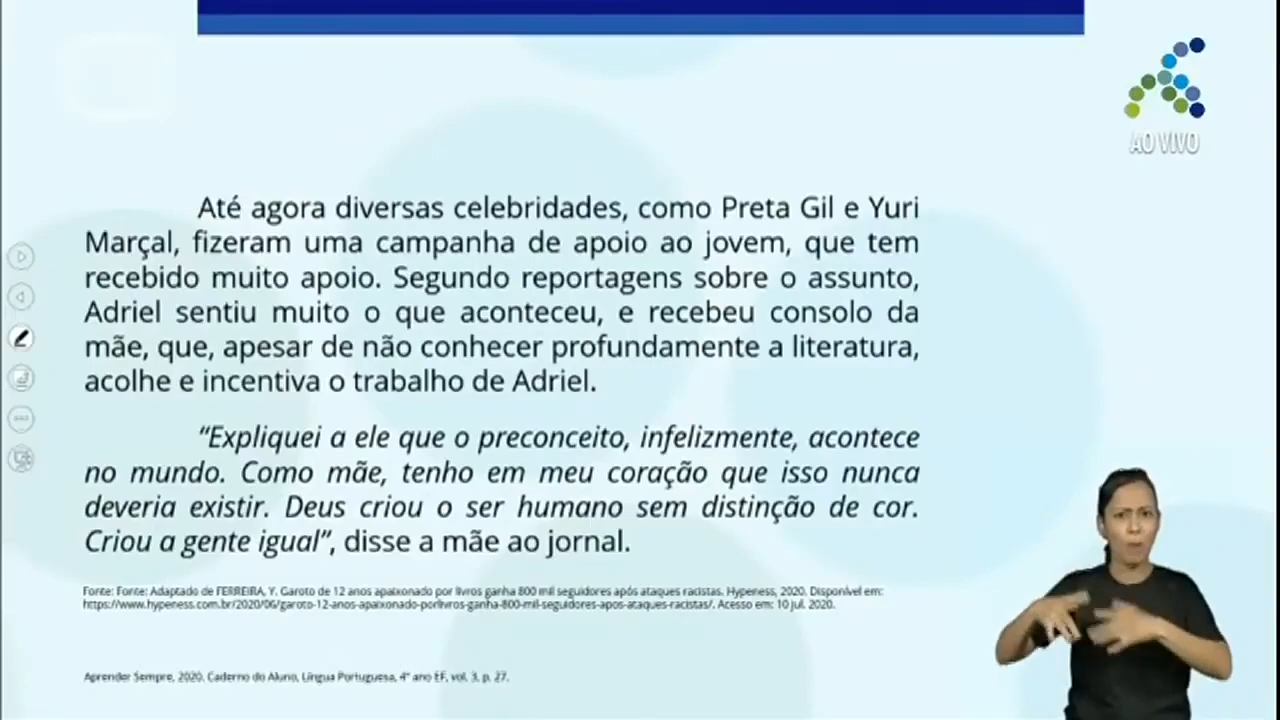 AO VIVO
Até agora diversas celebridades, como Preta Gil e Yuri
Marçal, fizeram uma campanha de apoio ao jovem, que tem
recebido muito apoio. Segundo reportagens sobre o assunto,
Adriel sentiu muito o que aconteceu, e recebeu consolo da
mãe, que, apesar de não conhecer profundamente a literatura,
acolhe e incentiva o trabalho de Adriel.
“Expliquei a ele que o preconceito, infelizmente, acontece
no mundo. Como mãe, tenho em meu coração que isso nunca
deveria existir. Deus criou o ser humano sem distinção de cor.
Criou a gente igual”, disse a mãe ao jornal.
Fonte: Fonte: Adaptado de FERREIRA, Y. Garoto de 12 anos apaixonado por livros ganha 800 mil seguidores após ataques racistas. Hypeness, 2020. Disponível em:
https://www.hypeness.com.br/2020/06/garoto-12-anos-apaixonado-porlivros-ganha-800-mil-seguidores-apos-ataques-racistas/. Acesso em: 10 jul. 2020.
Aprender Sempre, 2020. Caderno do Aluno, Língua Portuguesa, 4º ano EF, vol. 3, p. 27.